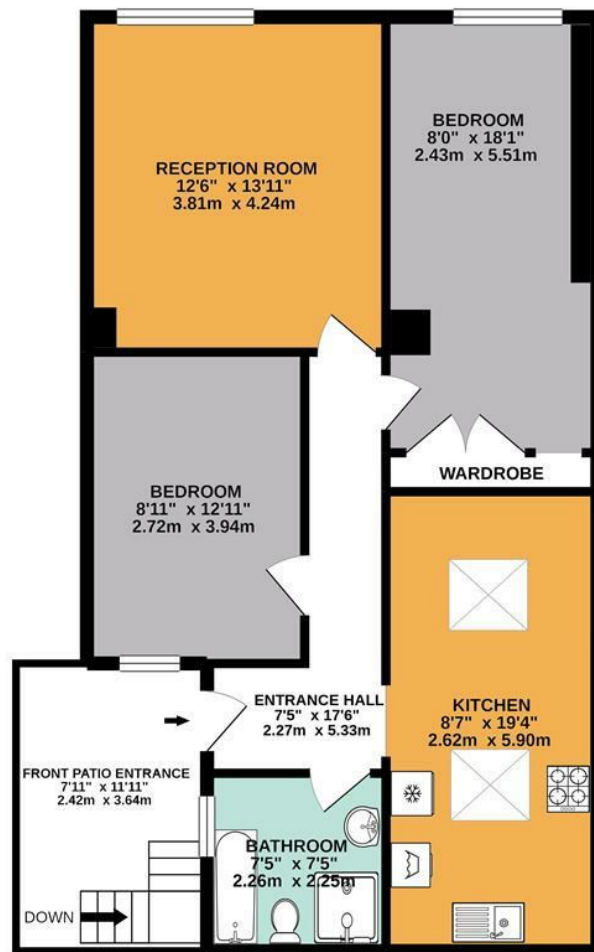 RECEPTION ROOM
12'6" x 13'11"
3.81m x 4.24m
BEDROOM
8'0" x 18'1"
2.43m x 5.51m
WARDROBE
BEDROOM
8'11" x 12'11"
2.72m x 3.94m
ENTRANCE HALL
7'5" x 17'6"
2.27m x 5.33m
KITCHEN
8'7" x 19'4"
2.62m x 5.90m
FRONT PATIO ENTRANCE
7'11" x 11'11"
2.42m x 3.64m
BATHROOM
7'5" x 7'5"
2.26m x 2.25m
DOWN